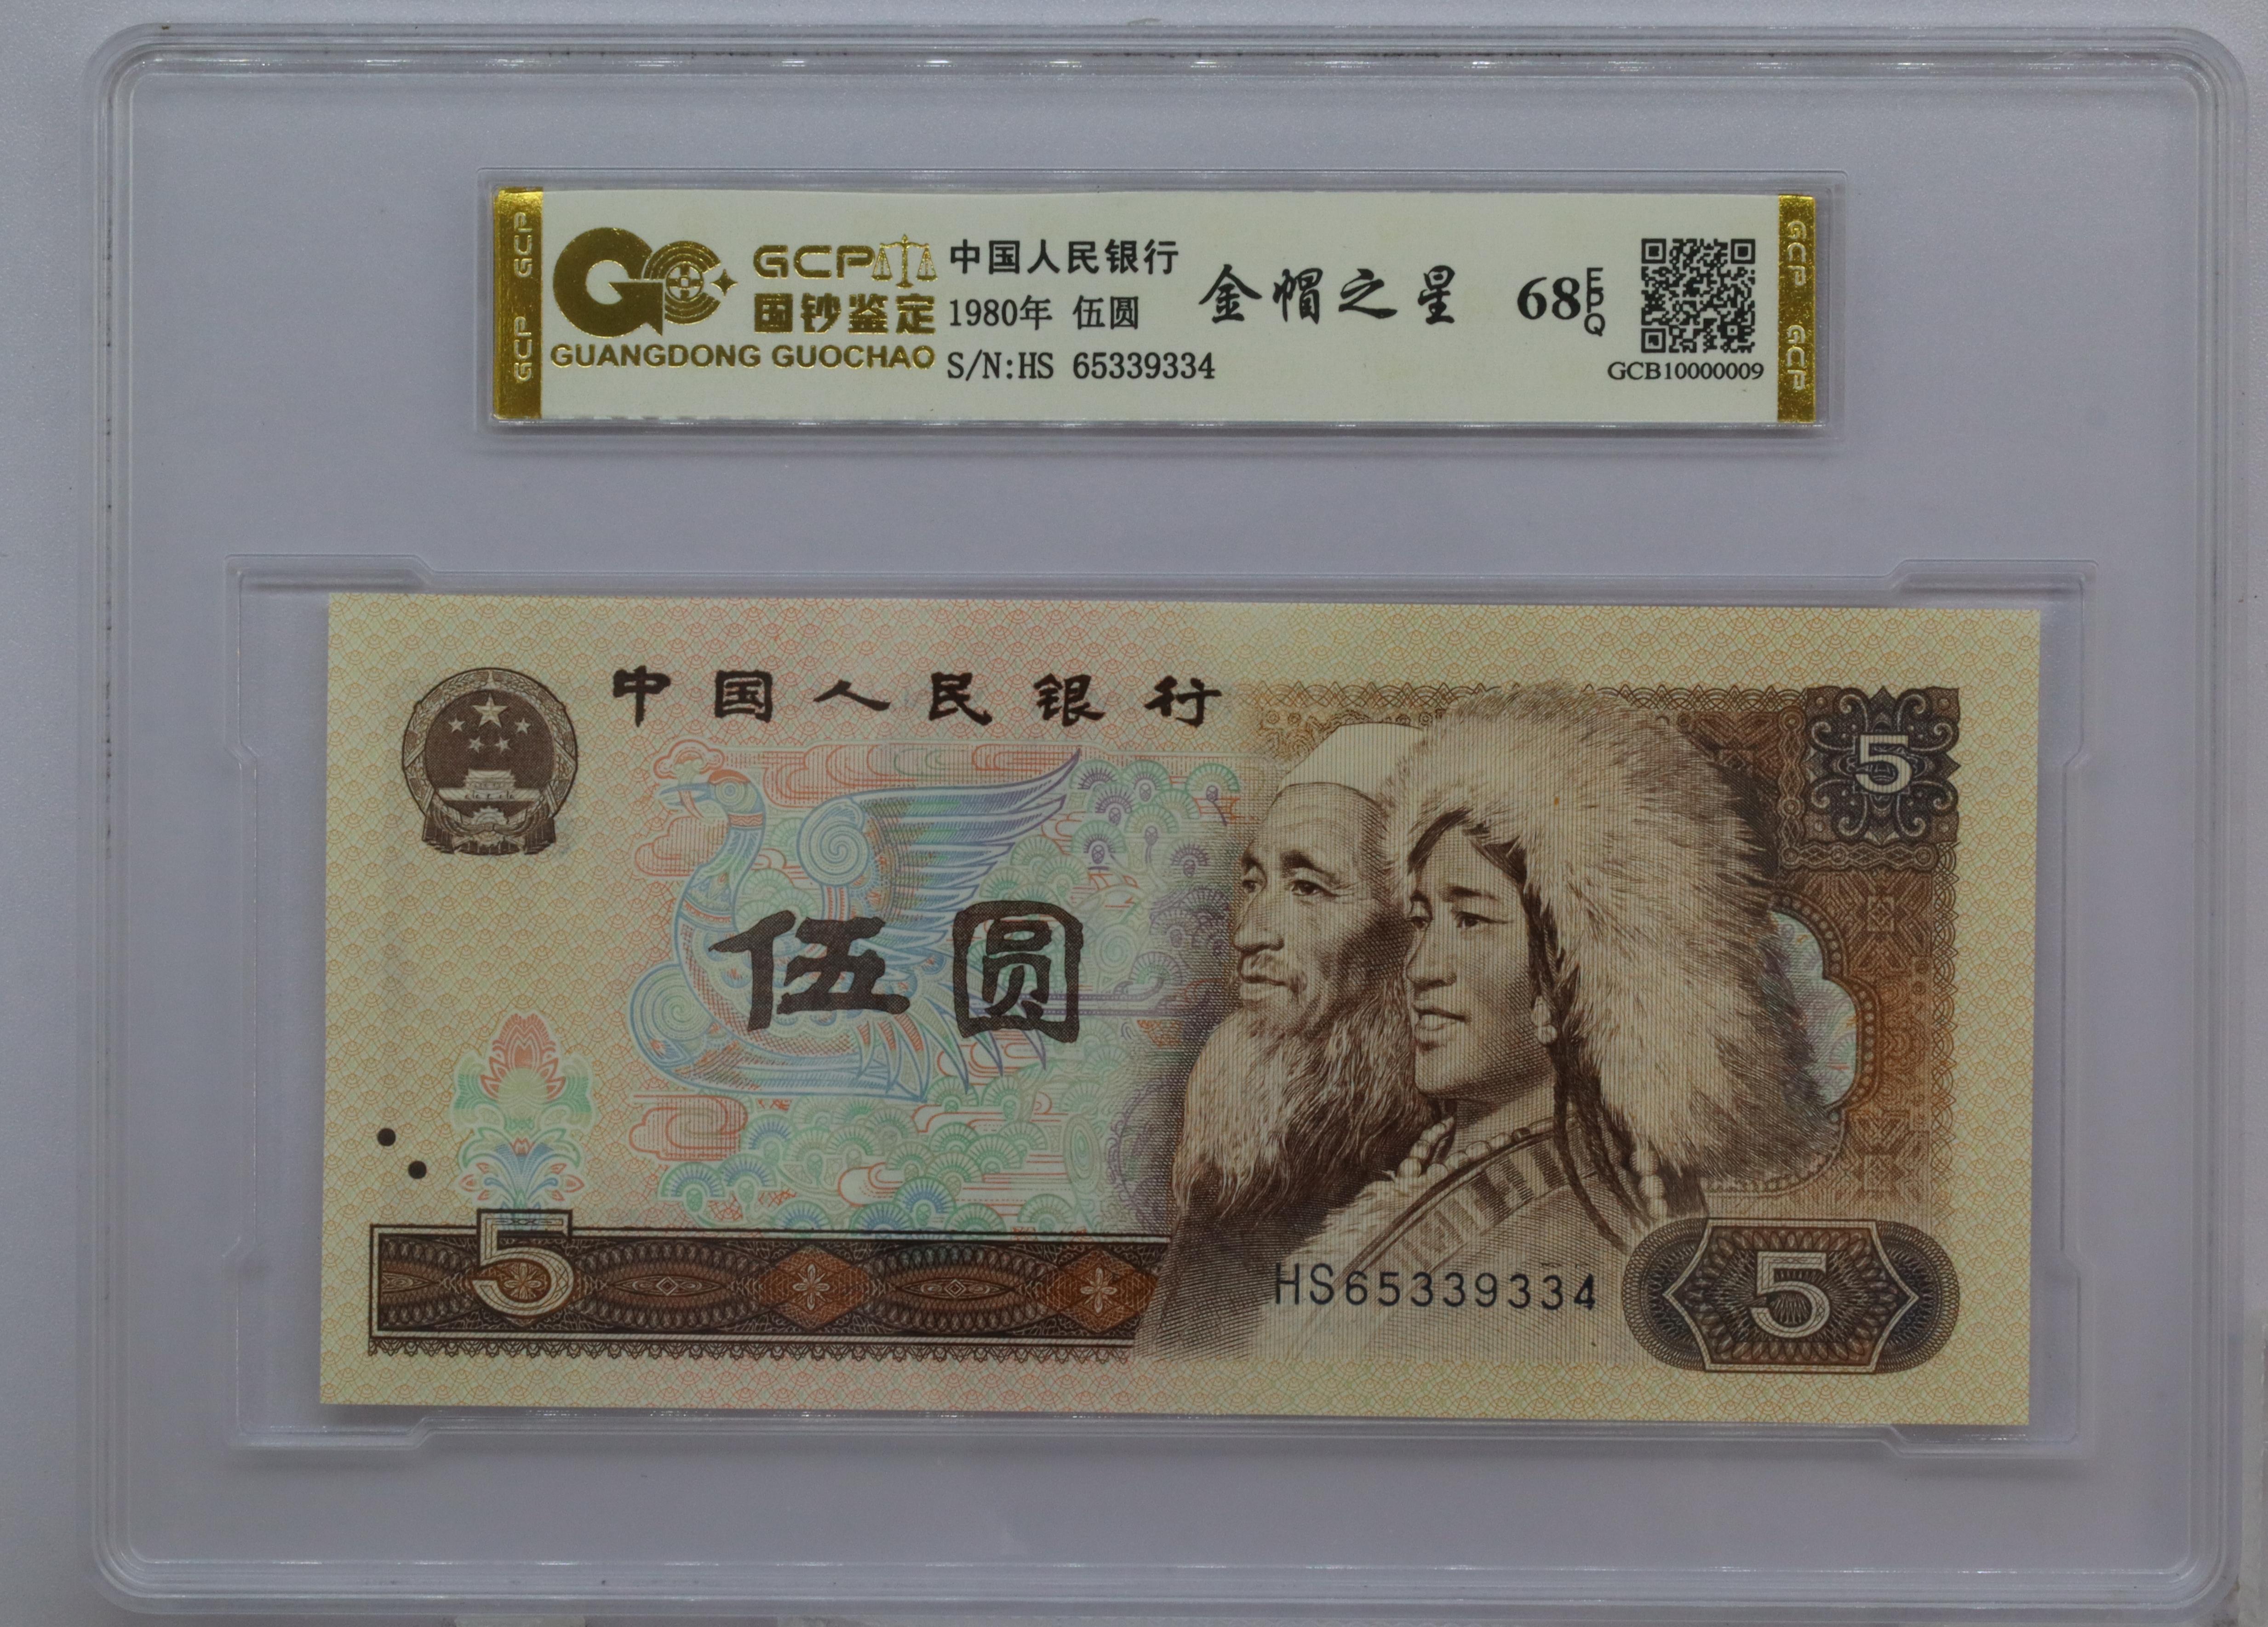 GCP GCP
GCP
国钞鉴定
GUANGDONG GUOCHAO
中国人民银行
1980年 伍圆
S/N:HS 65339334
金帽之星
68 EPQ
GCB10000009
GCP GCP
中国人民银行
5
伍圆
5
HS65339334
5